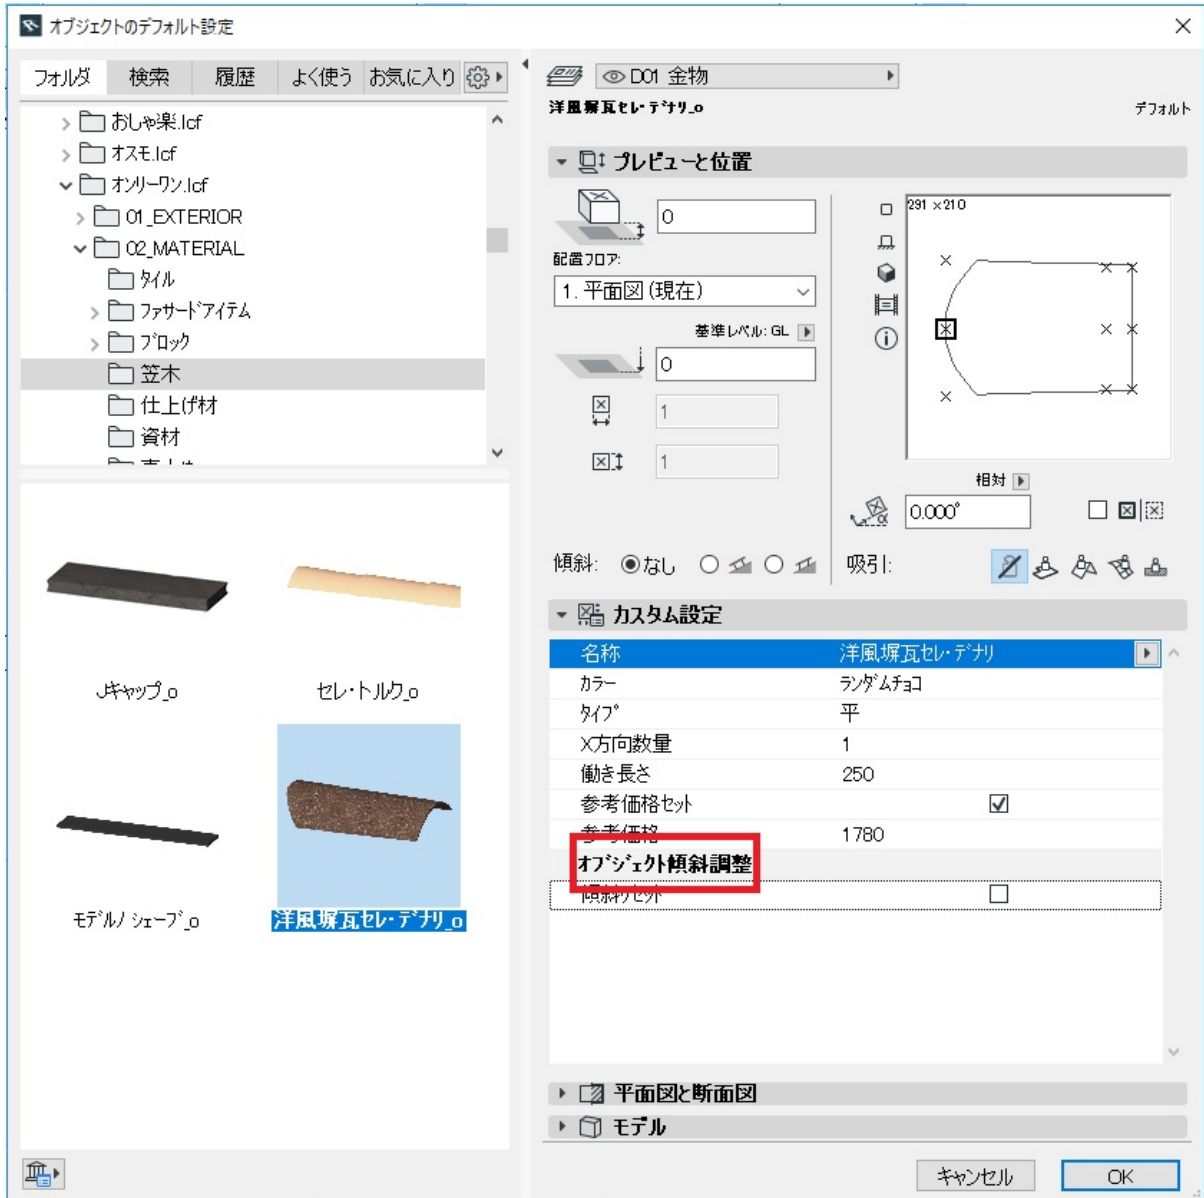 オブジェクトのデフォルト設定
フォルダ 検索 履歴 よく使う お気に入り
おしゃ楽.lcf
オスモ.lcf
オンリーワン.lcf
01_EXTERIOR
02_MATERIAL
タイル
ファサードアイテム
ブロック
笠木
仕上げ材
資材
Jキャップ_o
セレ・トルク_o
モデルノ シェーブ_o
洋風塀瓦セレ・デナリ_o
D01 金物
洋風塀瓦セレ・デナリ_o
デフォルト
プレビューと位置
0
配置フロア:
1. 平面図 (現在)
基準レベル: GL
0
1
1
291 x210
相対
α
0.000°
傾斜:
なし
吸引:
カスタム設定
名称 洋風塀瓦セレ・デナリ
カラー ランダムチョコ
タイプ 平
X方向数量 1
働き長さ 250
参考価格セット
参考価格 1780
オブジェクト傾斜調整
傾斜リセット
平面図と断面図
モデル
キャンセル
OK